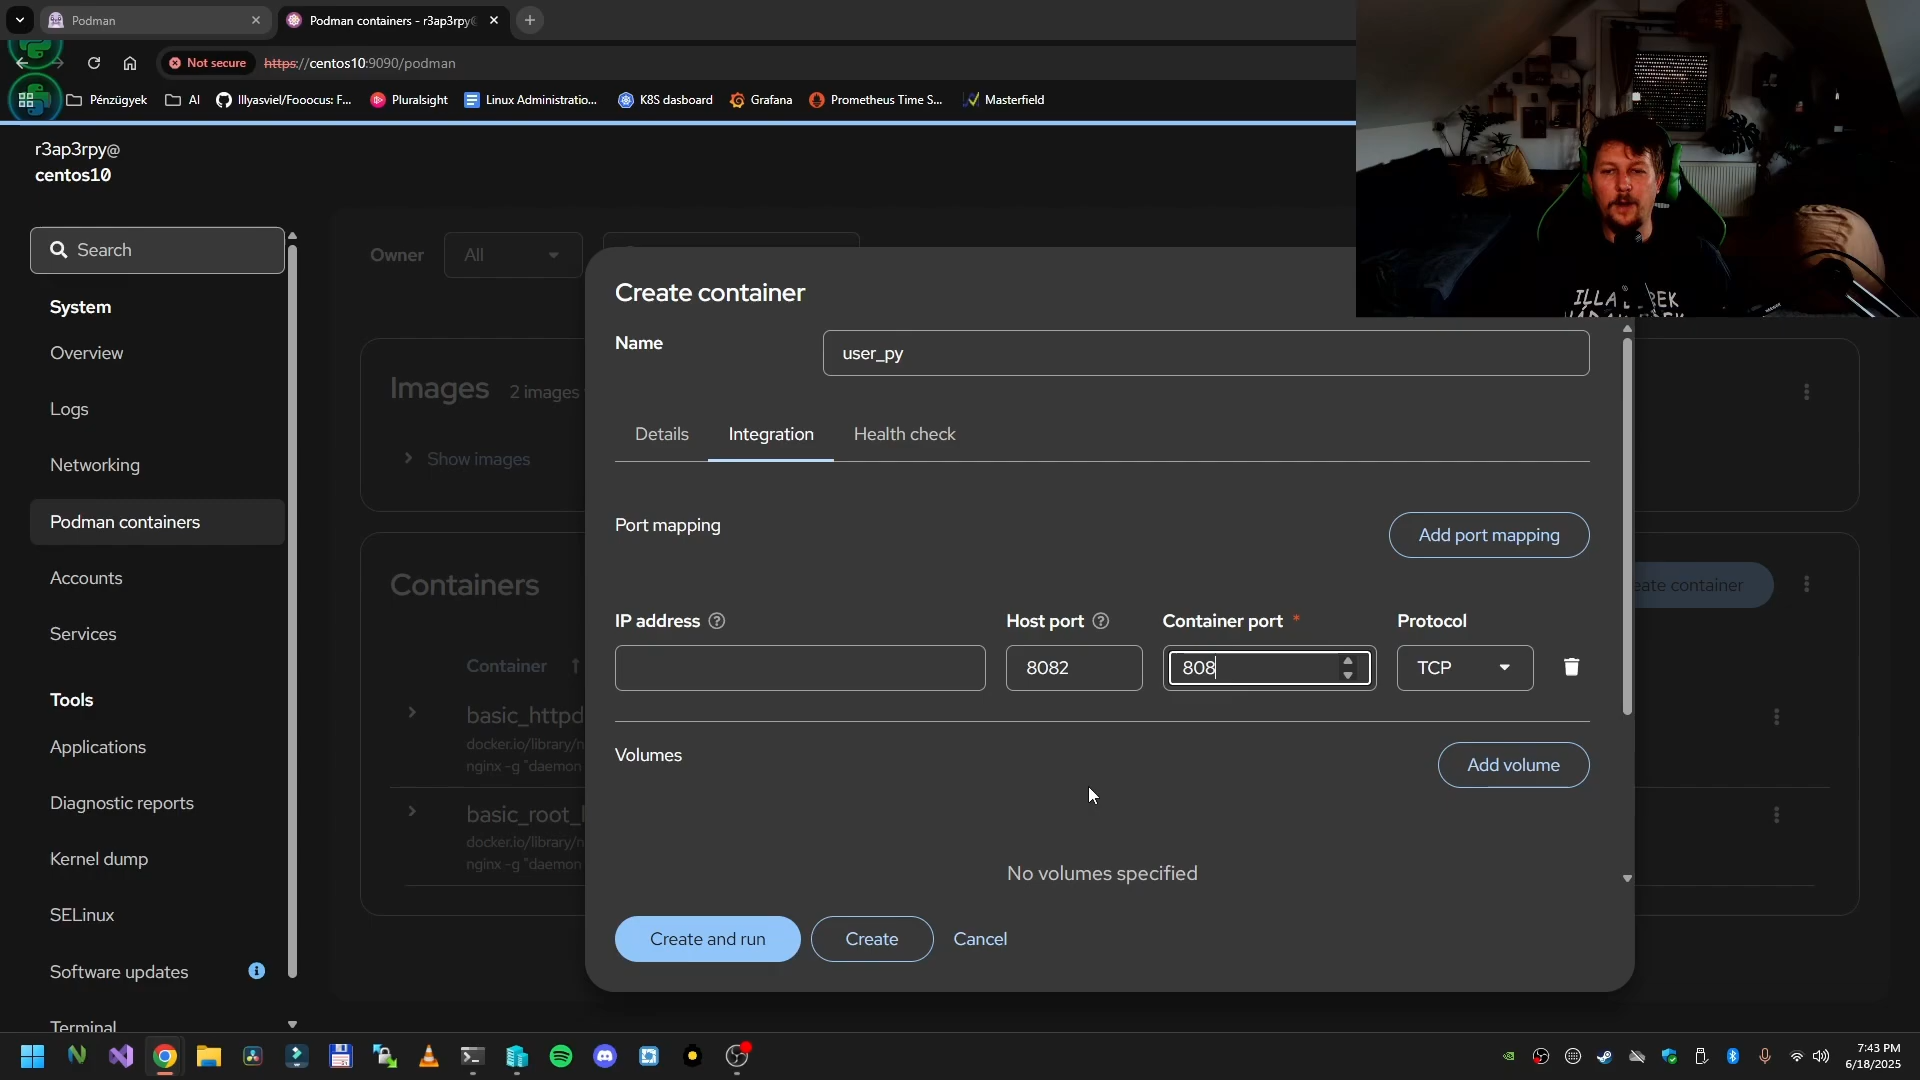 Podman
Podman containers - r3ap3rpy@
Not secure
https://centos10:9090/podman
Pénzügyek
AI
Illyasviel/Fooocus: F...
Pluralsight
Linux Administratio...
K8S dasboard
Grafana
Prometheus Time S...
Masterfield
r3ap3rpy@
centos10
Search
System
Overview
Logs
Networking
Podman containers
Accounts
Services
Tools
Applications
Diagnostic reports
Kernel dump
SELinux
Software updates
Terminal
Owner
All
Images
2 images
Show images
Containers
eate container
Container
basic_httpd
docker.io/library/n
nginx -g "daemon
basic_root_
docker.io/library/n
nginx -g "daemon
Create container
Name
user_py
Details
Integration
Health check
Port mapping
Add port mapping
IP address
Host port
Container port *
Protocol
8082
808
TCP
Volumes
Add volume
No volumes specified
Create and run
Create
Cancel
7:43 PM
6/18/2025